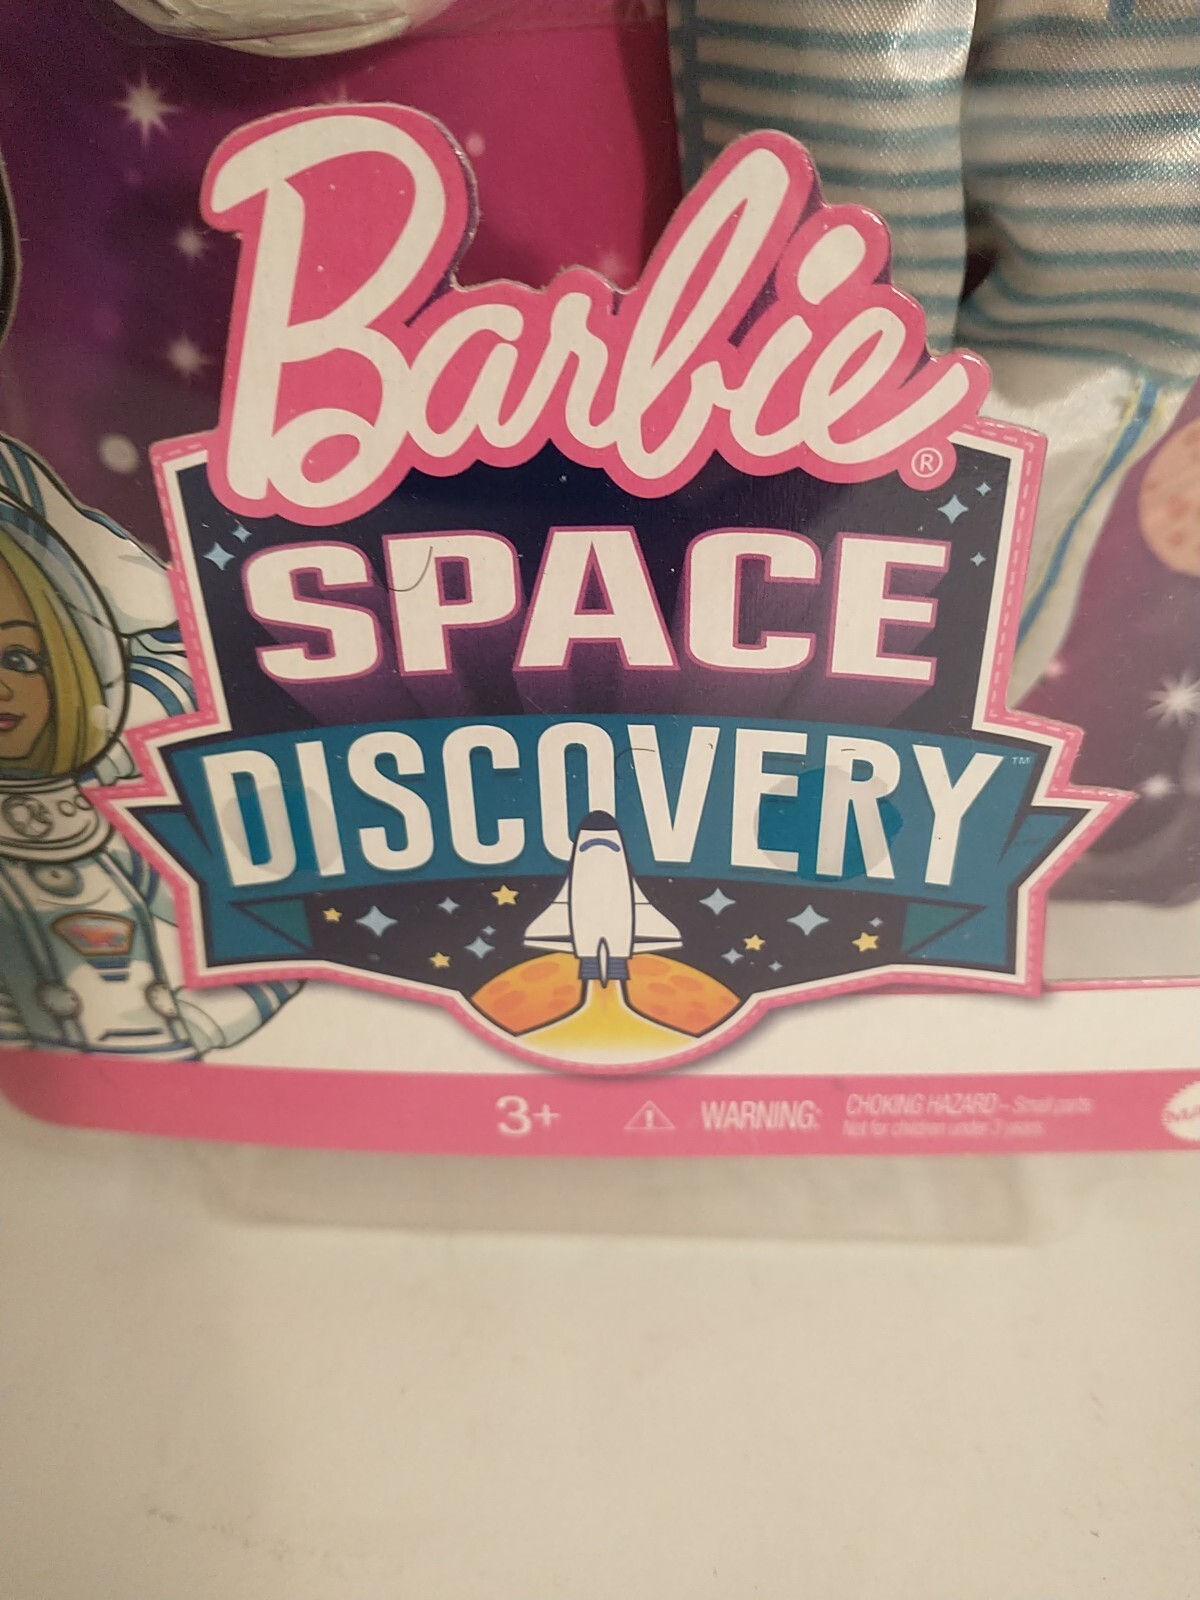 Barbie®
SPACE
DISCOVERY™
3+ WARNING: CHOKING HAZARD – Small parts
Not for children under 3 years.